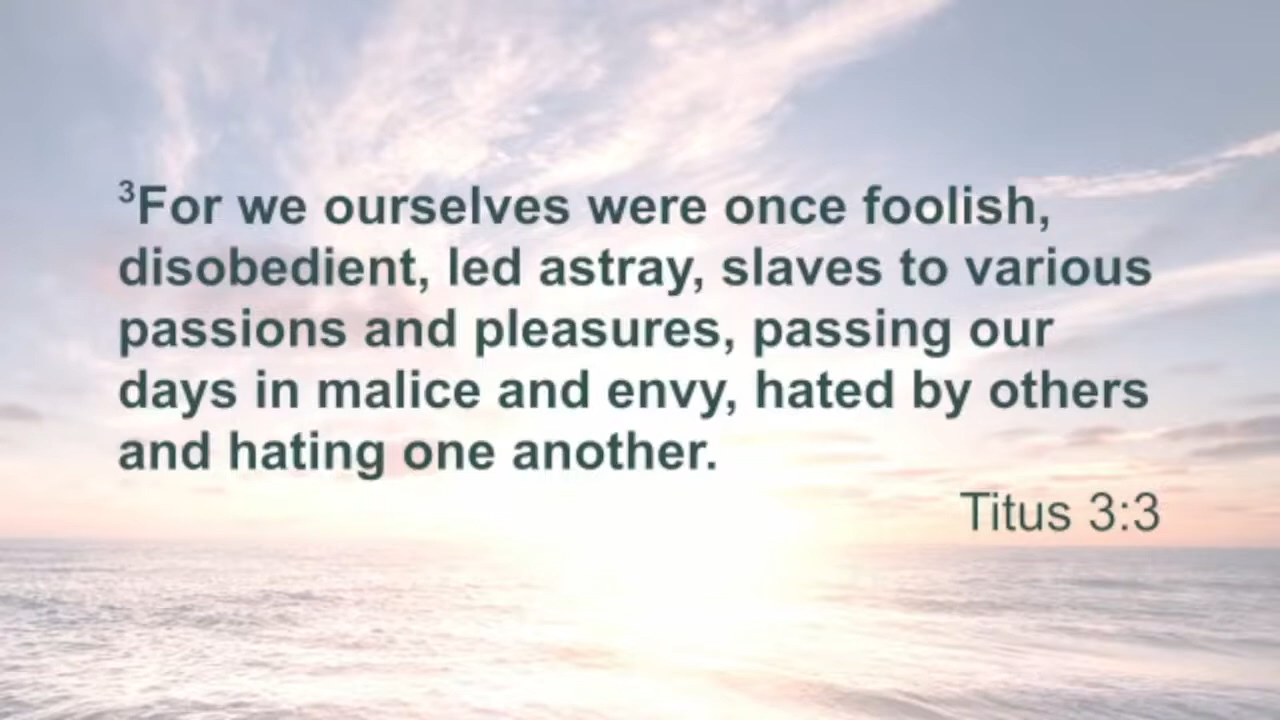 ³For we ourselves were once foolish,
disobedient, led astray, slaves to various
passions and pleasures, passing our
days in malice and envy, hated by others
and hating one another.
Titus 3:3